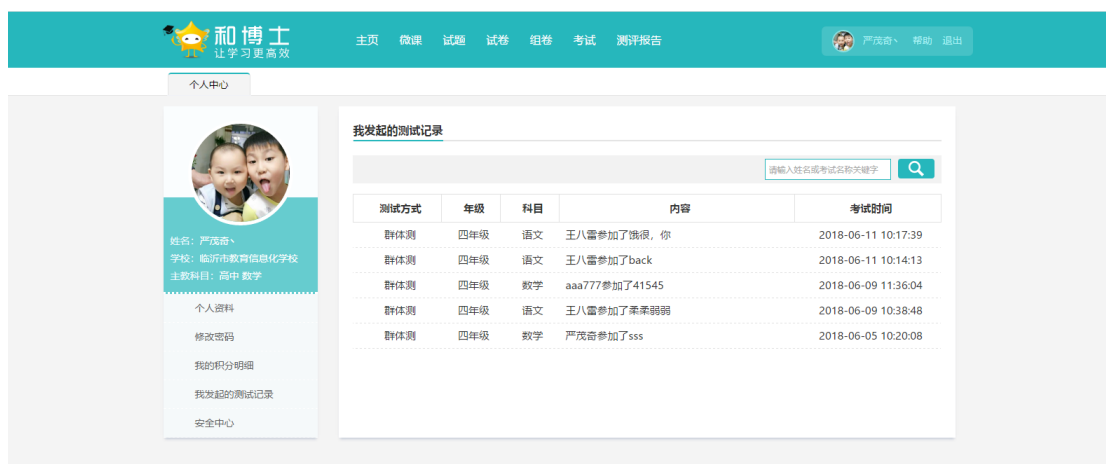 和博士
让学习更高效
主页 微课 试题 试卷 组卷 考试 测评报告
严茂奇丶 帮助 退出
个人中心
我发起的测试记录
请输入姓名或考试名称关键字
测试方式 年级 科目 内容 考试时间
群体测 四年级 语文 王八雷参加了饿很，你 2018-06-11 10:17:39
群体测 四年级 语文 王八雷参加了back 2018-06-11 10:14:13
群体测 四年级 数学 aaa777参加了41545 2018-06-09 11:36:04
群体测 四年级 语文 王八雷参加了柔柔弱弱 2018-06-09 10:38:48
群体测 四年级 数学 严茂奇参加了sss 2018-06-05 10:20:08
姓名：严茂奇丶
学校：临沂市教育信息化学校
主教科目：高中 数学
个人资料
修改密码
我的积分明细
我发起的测试记录
安全中心